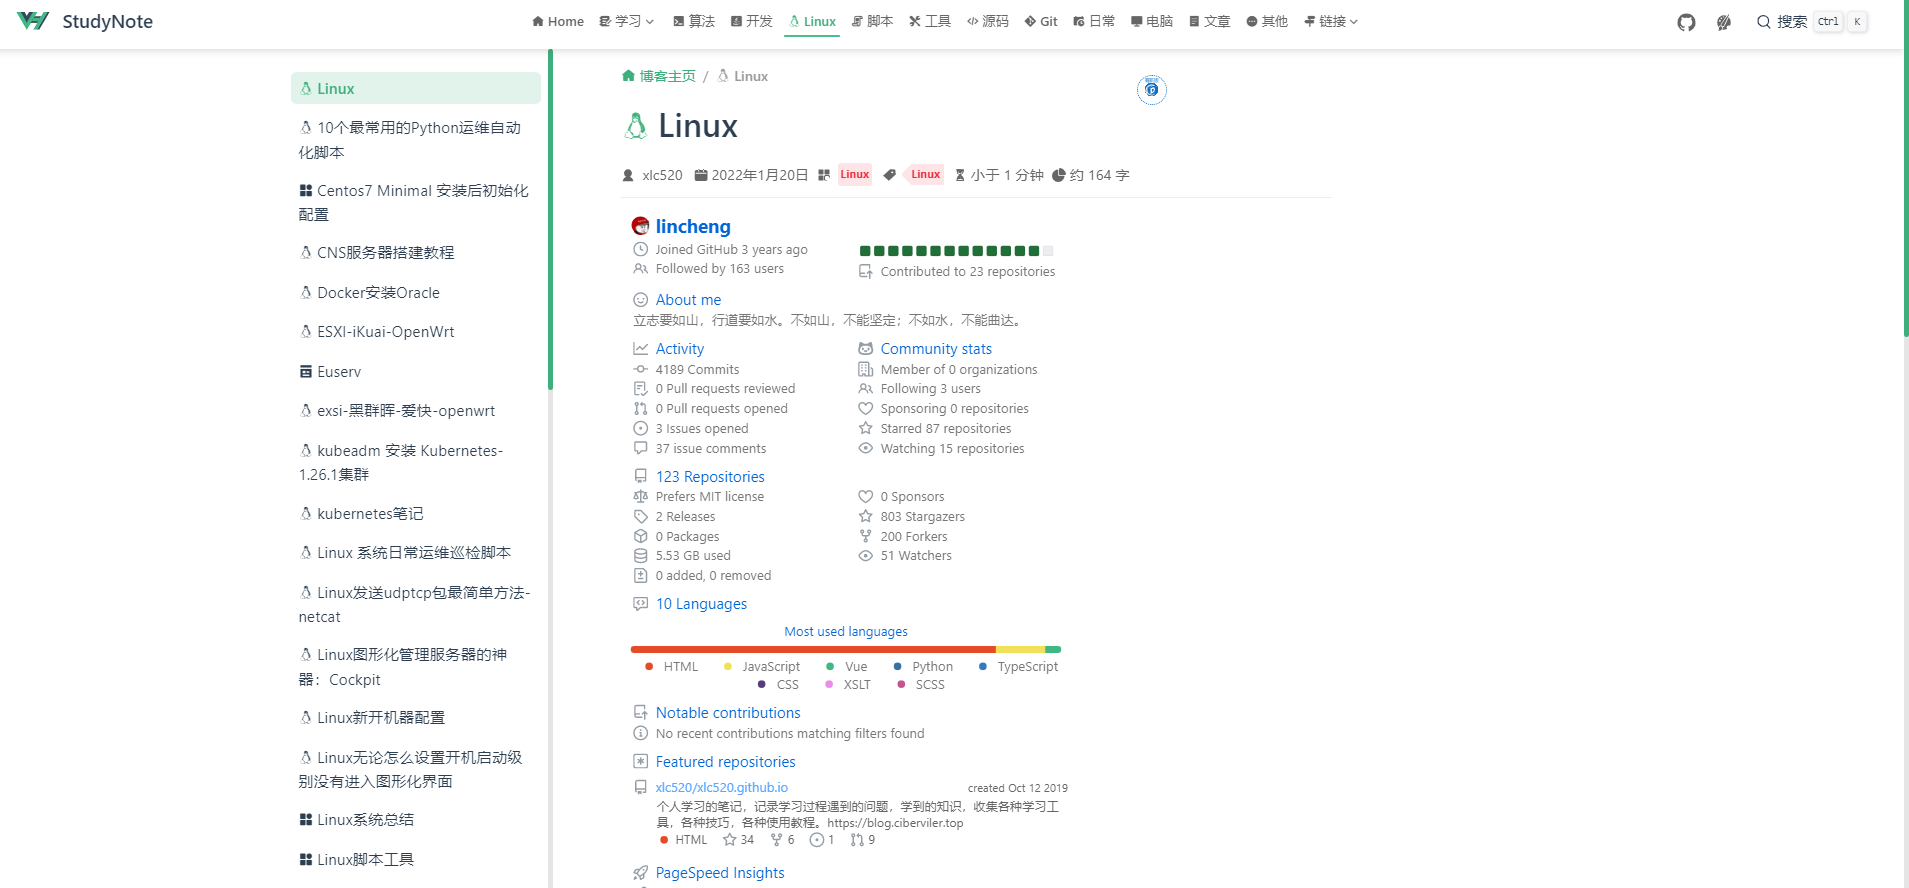 StudyNote
Home 学习 算法 开发 Linux 脚本 工具 源码 Git 日常 电脑 文章 其他 链接
搜索 Ctrl K
Linux
10个最常用的Python运维自动
化脚本
Centos7 Minimal 安装后初始化
配置
CNS服务器搭建教程
Docker安装Oracle
ESXI-iKuai-OpenWrt
Euserv
exsi-黑群晖-爱快-openwrt
kubeadm 安装 Kubernetes-
1.26.1集群
kubernetes笔记
Linux 系统日常运维巡检脚本
Linux发送udptcp包最简单方法-
netcat
Linux图形化管理服务器的神
器：Cockpit
Linux新开机器配置
Linux无论怎么设置开机启动级
别没有进入图形化界面
Linux系统总结
Linux脚本工具
博客主页 / Linux
Linux
xlc520 2022年1月20日 Linux Linux 小于 1 分钟 约 164 字
lincheng
Joined GitHub 3 years ago
Followed by 163 users
Contributed to 23 repositories
About me
立志要如山，行道要如水。不如山，不能坚定；不如水，不能曲达。
Activity
4189 Commits
0 Pull requests reviewed
0 Pull requests opened
3 Issues opened
37 issue comments
Community stats
Member of 0 organizations
Following 3 users
Sponsoring 0 repositories
Starred 87 repositories
Watching 15 repositories
123 Repositories
Prefers MIT license
2 Releases
0 Packages
5.53 GB used
0 added, 0 removed
0 Sponsors
803 Stargazers
200 Forkers
51 Watchers
10 Languages
Most used languages
HTML JavaScript Vue Python TypeScript
CSS XSLT SCSS
Notable contributions
No recent contributions matching filters found
Featured repositories
xlc520/xlc520.github.io created Oct 12 2019
个人学习的笔记，记录学习过程遇到的问题，学到的知识，收集各种学习工
具，各种技巧，各种使用教程。https://blog.ciberviler.top
HTML 34 6 1 9
PageSpeed Insights